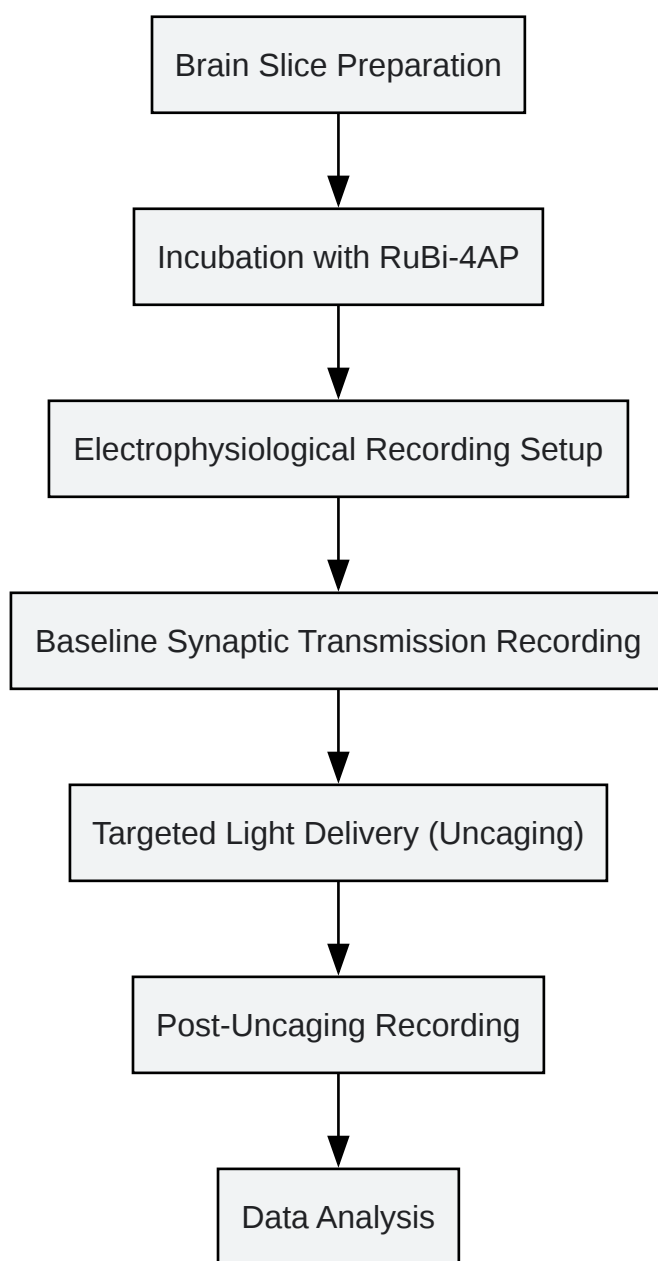 Brain Slice Preparation
Incubation with RuBi-4AP
Electrophysiological Recording Setup
Baseline Synaptic Transmission Recording
Targeted Light Delivery (Uncaging)
Post-Uncaging Recording
Data Analysis